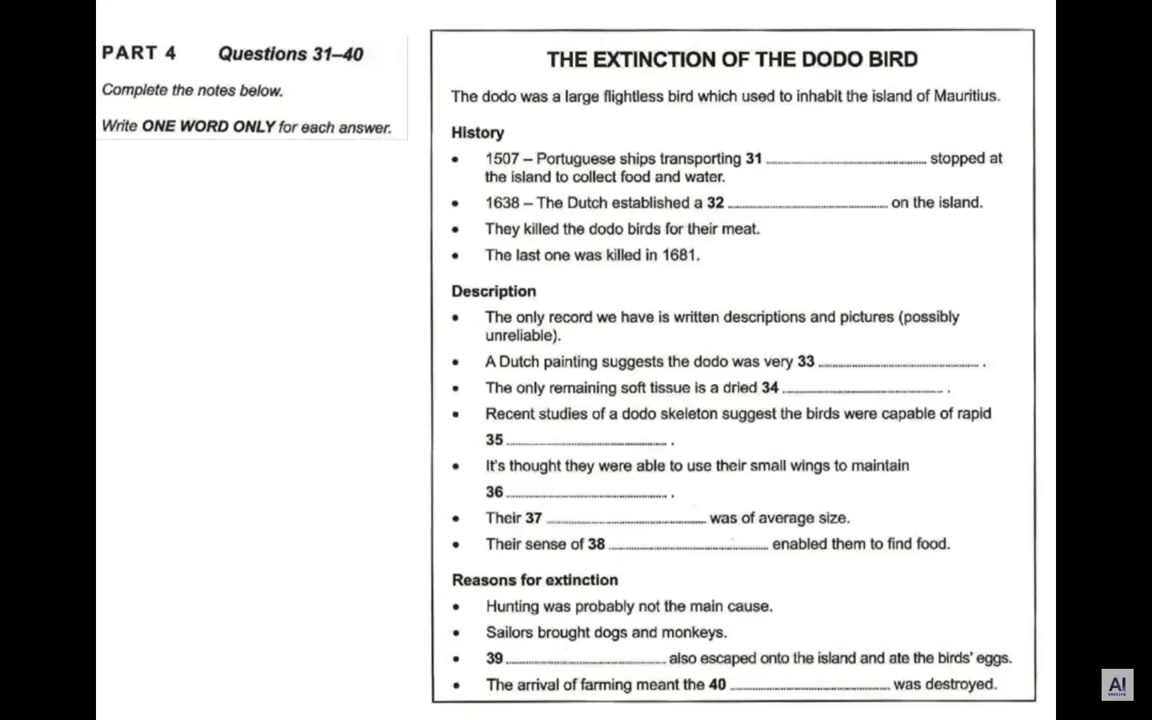 PART 4 Questions 31–40
Complete the notes below.
Write ONE WORD ONLY for each answer.
THE EXTINCTION OF THE DODO BIRD
The dodo was a large flightless bird which used to inhabit the island of Mauritius.
History
• 1507 – Portuguese ships transporting 31 ........................................ stopped at
the island to collect food and water.
• 1638 – The Dutch established a 32 ........................................ on the island.
• They killed the dodo birds for their meat.
• The last one was killed in 1681.
Description
• The only record we have is written descriptions and pictures (possibly
unreliable).
• A Dutch painting suggests the dodo was very 33 ........................................ .
• The only remaining soft tissue is a dried 34 ........................................ .
• Recent studies of a dodo skeleton suggest the birds were capable of rapid
35 ........................................ .
• It's thought they were able to use their small wings to maintain
36 ........................................ .
• Their 37 ........................................ was of average size.
• Their sense of 38 ........................................ enabled them to find food.
Reasons for extinction
• Hunting was probably not the main cause.
• Sailors brought dogs and monkeys.
• 39 ........................................ also escaped onto the island and ate the birds' eggs.
• The arrival of farming meant the 40 ........................................ was destroyed.
AI